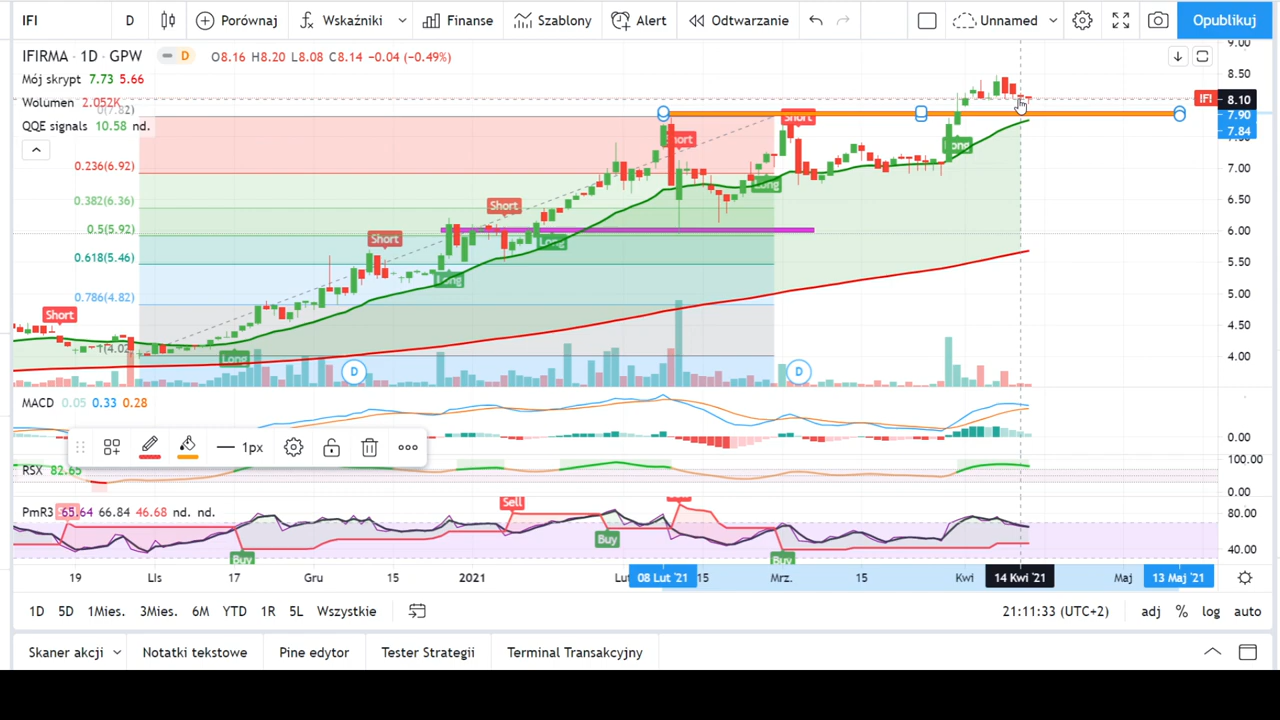 IFI D Porównaj Wskaźniki Finanse Szablony Alert Odtwarzanie Unnamed Opublikuj
IFIRMA · 1D · GPW D O8.16 H8.20 L8.08 C8.14 −0.04 (−0.49%)
Mój skrypt 7.73 5.66
Wolumen 2.052K
0(7.82)
QQE signals 10.58 nd.
9.00
8.50
IFI 8.10
7.90
7.84
7.00
6.50
6.00
5.50
5.00
4.50
4.00
0.236(6.92)
0.382(6.36)
0.5(5.92)
0.618(5.46)
0.786(4.82)
1(4.02)
Short
Long
Short
Long
Short
Long
Short
Long
Short
Long
D
D
MACD 0.05 0.33 0.28
0.00
1px
RSX 82.65
100.00
0.00
PmR3 65.64 66.84 46.68 nd. nd.
80.00
40.00
Buy
Sell
Buy
Buy
19 Lis 17 Gru 15 2021 Lut 08 Lut '21 15 Mrz. 15 Kwi 14 Kwi '21 Maj 13 Maj '21
1D 5D 1Mies. 3Mies. 6M YTD 1R 5L Wszystkie 21:11:33 (UTC+2) adj % log auto
Skaner akcji Notatki tekstowe Pine edytor Tester Strategii Terminal Transakcyjny